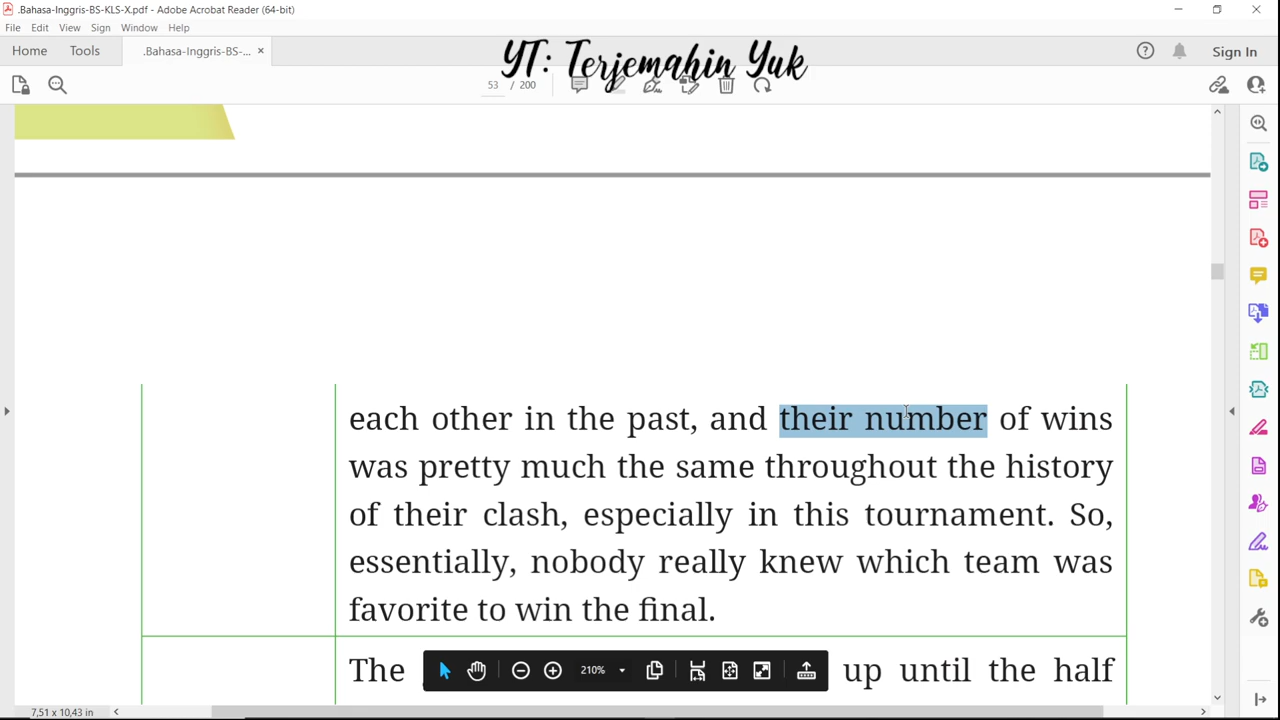 .Bahasa-Inggris-BS-KLS-X.pdf - Adobe Acrobat Reader (64-bit)
File Edit View Sign Window Help
Home Tools .Bahasa-Inggris-BS-... × Sign In
YT: Terjemahin Yuk
53 / 200
each other in the past, and their number of wins
was pretty much the same throughout the history
of their clash, especially in this tournament. So,
essentially, nobody really knew which team was
favorite to win the final.
The up until the half
210%
7,51 x 10,43 in